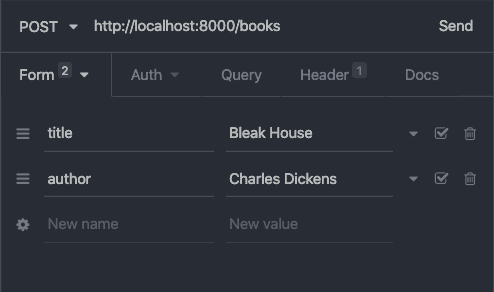 POST http://localhost:8000/books Send
Form 2 Auth Query Header 1 Docs
title Bleak House
author Charles Dickens
New name New value